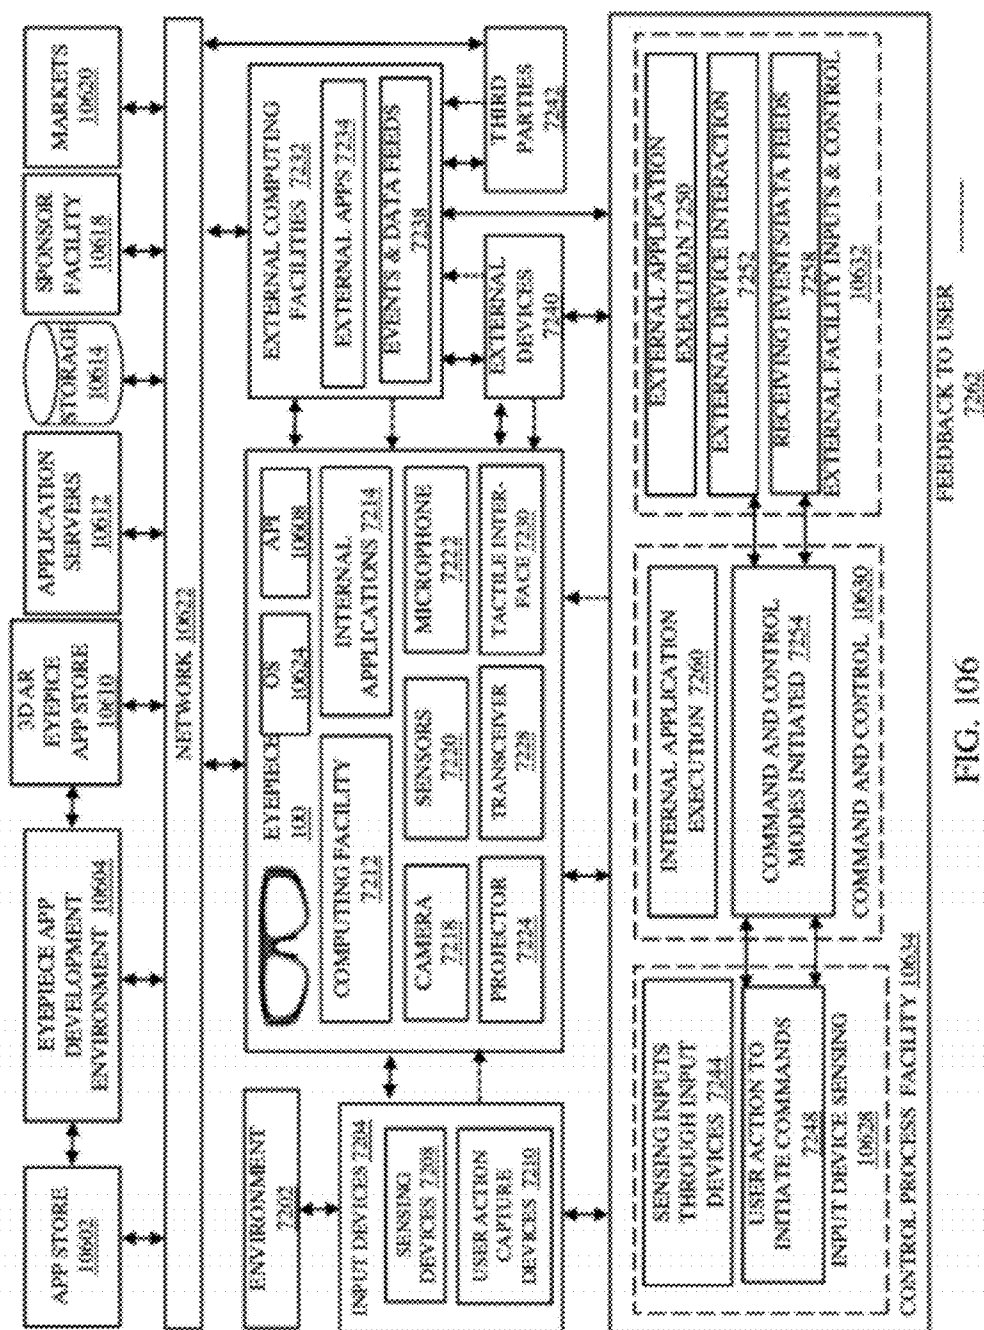 APP STORE
10602
EYEPIECE APP
DEVELOPMENT
ENVIRONMENT 10604
3D AR
EYEPICE
APP STORE
10610
APPLICATION
SERVERS
10612
STORAGE
10614
SPONSOR
FACILITY
10618
MARKETS
10620
NETWORK 10622
ENVIRONMENT
7202
INPUT DEVICES 7204
SENSING
DEVICES 7208
USER ACTION
CAPTURE
DEVICES 7210
EYEPIECE
100
OS
10624
API
10608
COMPUTING FACILITY
7212
INTERNAL
APPLICATIONS 7214
CAMERA
7218
SENSORS
7220
MICROPHONE
7222
PROJECTOR
7224
TRANSCEIVER
7228
TACTILE INTER-
FACE 7230
EXTERNAL COMPUTING
FACILITIES 7232
EXTERNAL APPS 7234
EVENTS & DATA FEEDS
7238
EXTERNAL
DEVICES
7240
THIRD
PARTIES
7242
SENSING INPUTS
THROUGH INPUT
DEVICES 7244
USER ACTION TO
INITIATE COMMANDS
7248
INPUT DEVICE SENSING
10628
INTERNAL APPLICATION
EXECUTION 7260
COMMAND AND CONTROL
MODES INITIATED 7254
COMMAND AND CONTROL 10630
EXTERNAL APPLICATION
EXECUTION 7250
EXTERNAL DEVICE INTERACTION
7252
RECEIVING EVENTS/DATA FEEDS
7258
EXTERNAL FACILITY INPUTS & CONTROL
10632
CONTROL PROCESS FACILITY 10634
FEEDBACK TO USER
7262
FIG. 106